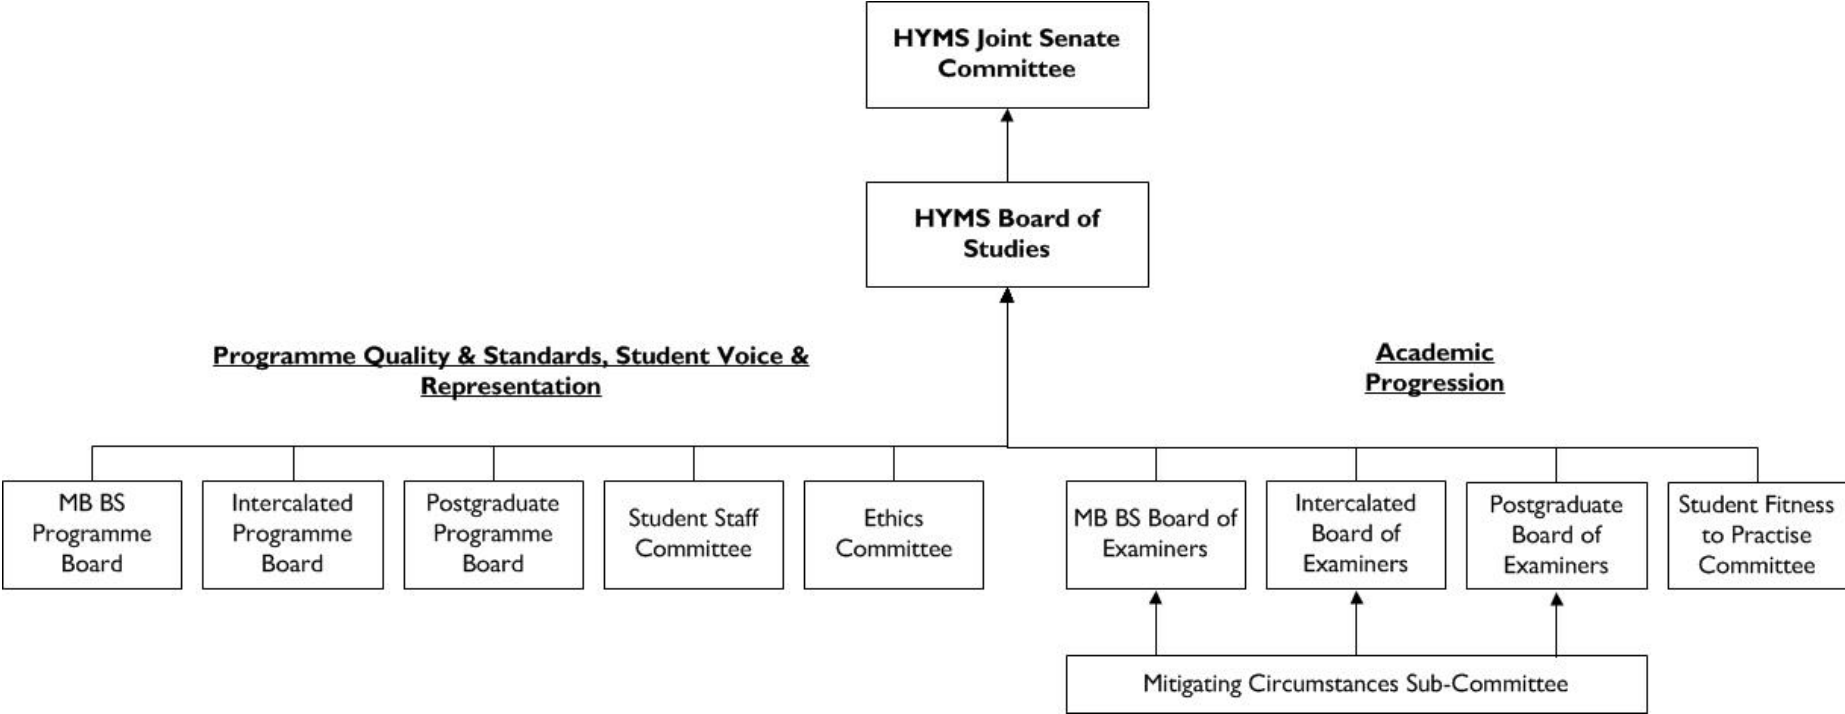 HYMS Joint Senate
Committee
HYMS Board of
Studies
Programme Quality & Standards, Student Voice &
Representation
Academic
Progression
MB BS
Programme
Board
Intercalated
Programme
Board
Postgraduate
Programme
Board
Student Staff
Committee
Ethics
Committee
MB BS Board of
Examiners
Intercalated
Board of
Examiners
Postgraduate
Board of
Examiners
Student Fitness
to Practise
Committee
Mitigating Circumstances Sub-Committee